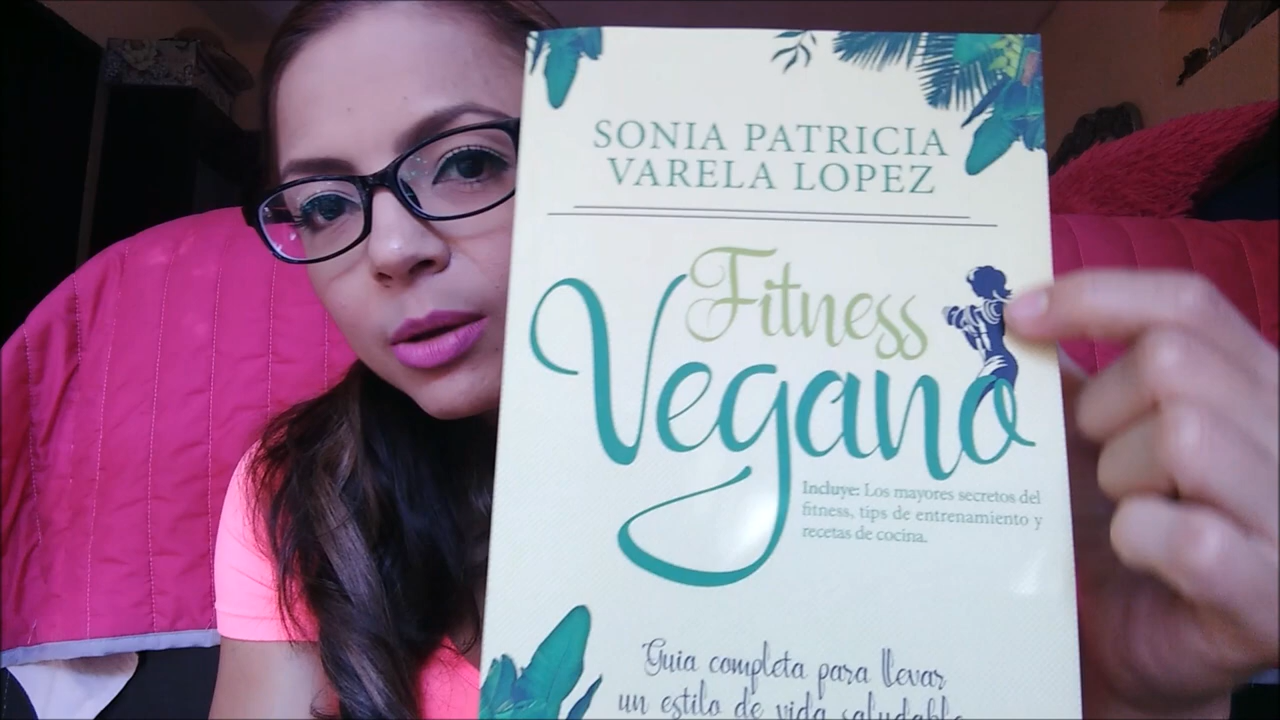 SONIA PATRICIA
VARELA LOPEZ
Fitness
Vegano
Incluye: Los mayores secretos del
fitness, tips de entrenamiento y
recetas de cocina.
Guia completa para llevar
un estilo de vida saludable